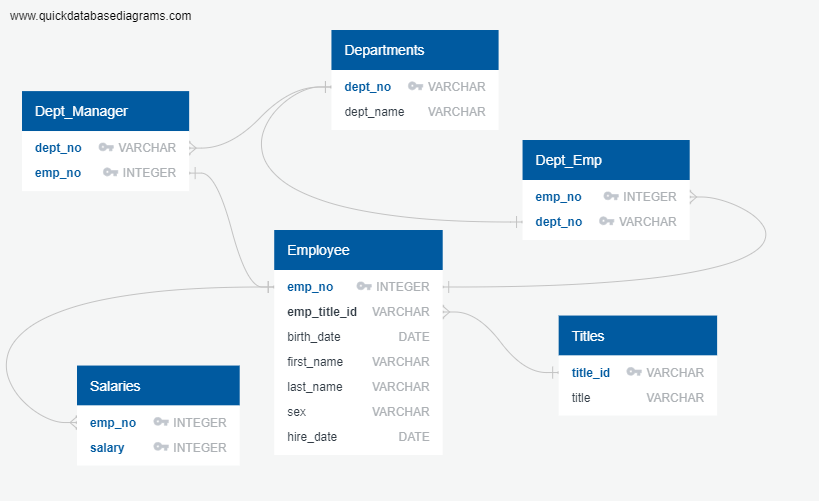 www.quickdatabasediagrams.com
Departments
dept_no VARCHAR
dept_name VARCHAR
Dept_Manager
dept_no VARCHAR
emp_no INTEGER
Dept_Emp
emp_no INTEGER
dept_no VARCHAR
Employee
emp_no INTEGER
emp_title_id VARCHAR
birth_date DATE
first_name VARCHAR
last_name VARCHAR
sex VARCHAR
hire_date DATE
Titles
title_id VARCHAR
title VARCHAR
Salaries
emp_no INTEGER
salary INTEGER